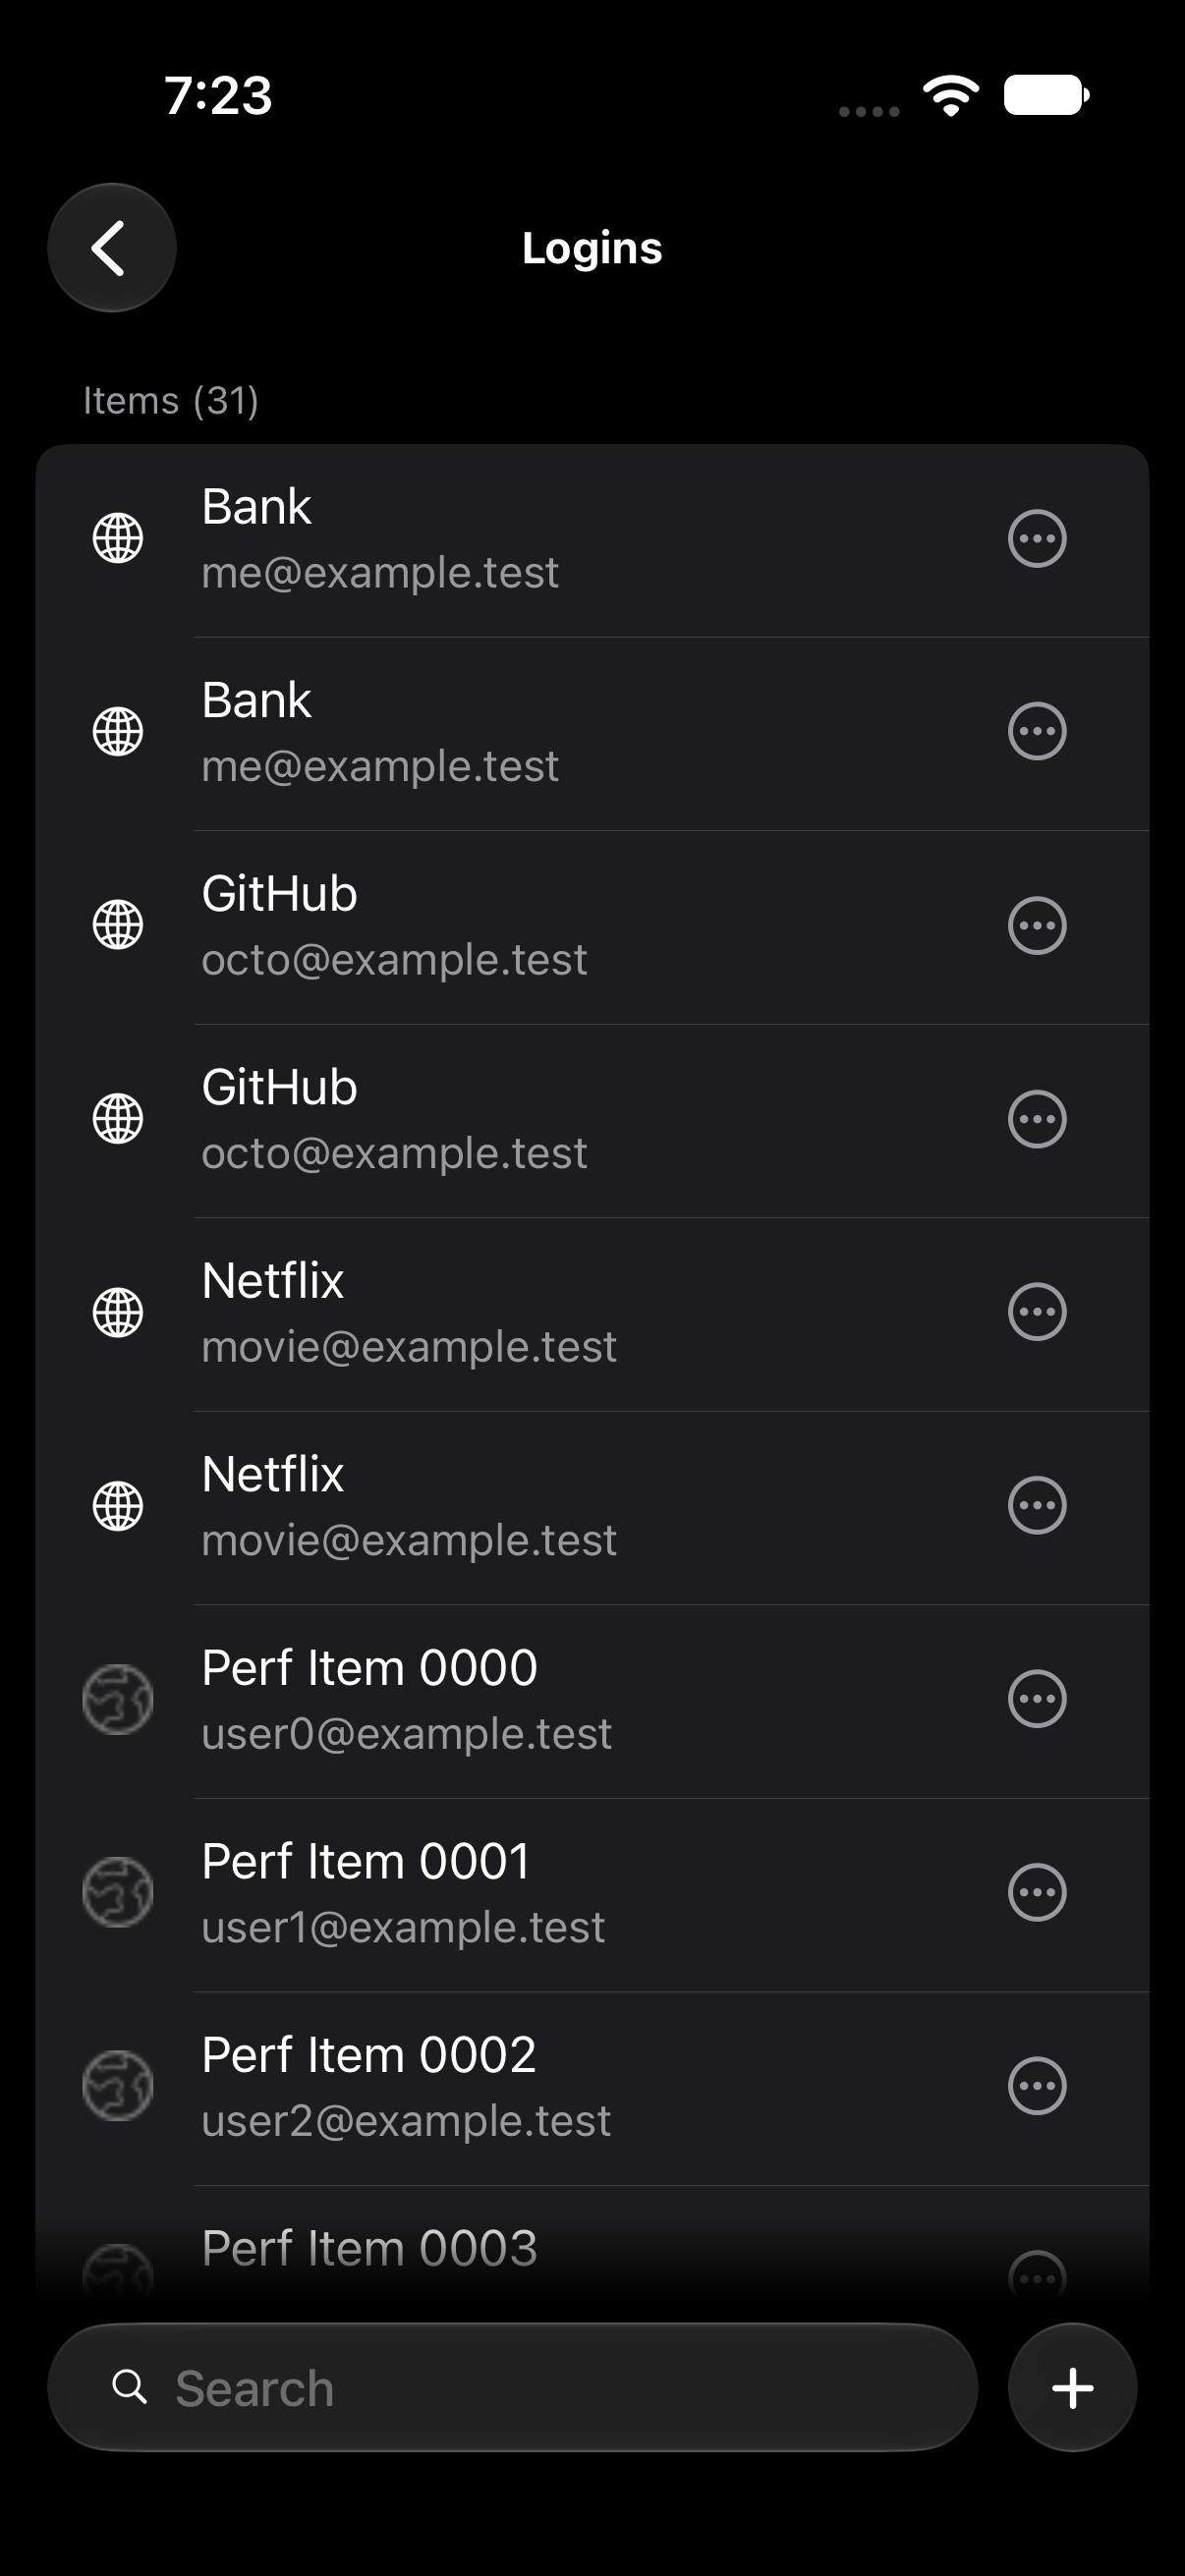 7:23
Logins
Items (31)
Bank
me@example.test
Bank
me@example.test
GitHub
octo@example.test
GitHub
octo@example.test
Netflix
movie@example.test
Netflix
movie@example.test
Perf Item 0000
user0@example.test
Perf Item 0001
user1@example.test
Perf Item 0002
user2@example.test
Perf Item 0003
Search